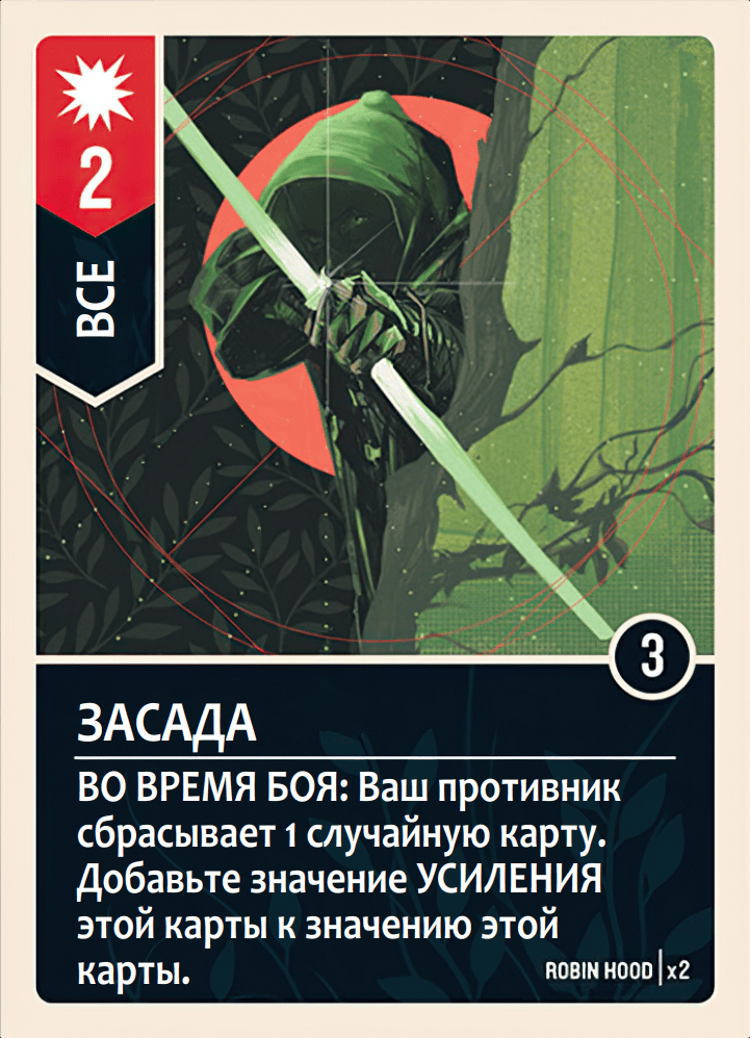 2
ВСЕ
3
ЗАСАДА
ВО ВРЕМЯ БОЯ: Ваш противник
сбрасывает 1 случайную карту.
Добавьте значение УСИЛЕНИЯ
этой карты к значению этой
карты.
ROBIN HOOD | x2